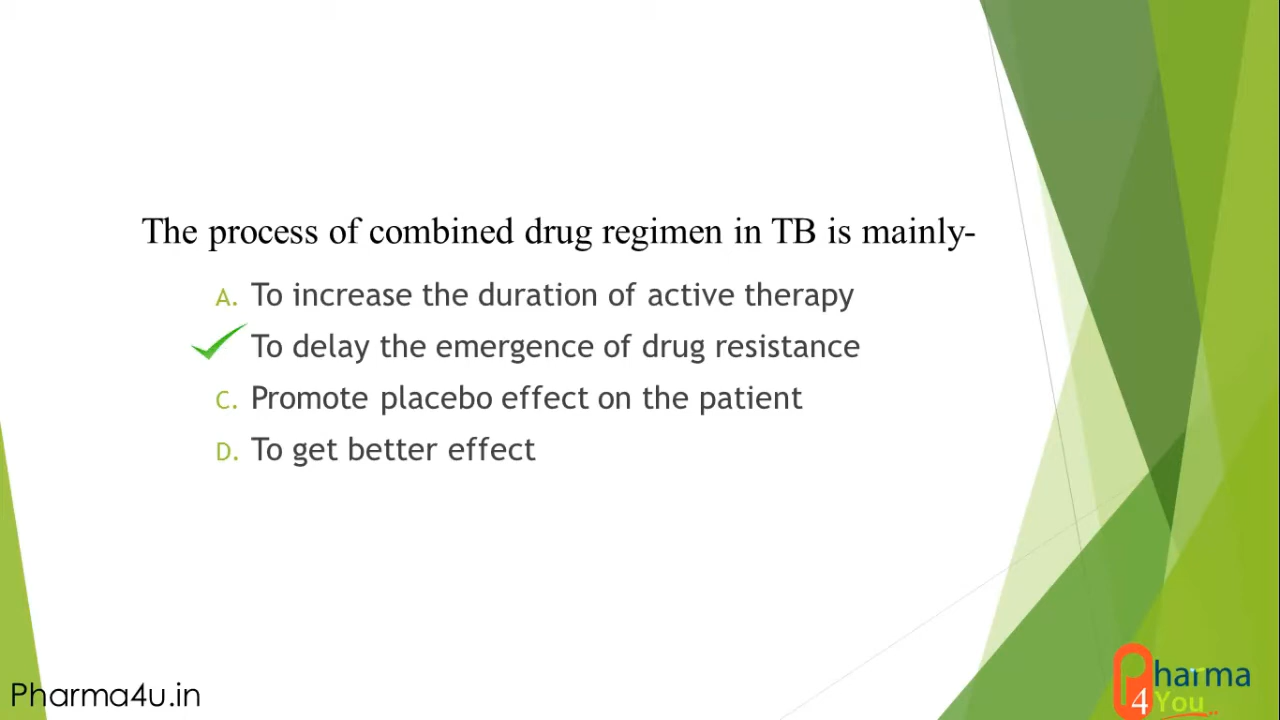 The process of combined drug regimen in TB is mainly-
A. To increase the duration of active therapy
To delay the emergence of drug resistance
C. Promote placebo effect on the patient
D. To get better effect
Pharma4u.in
Pharma
4 You